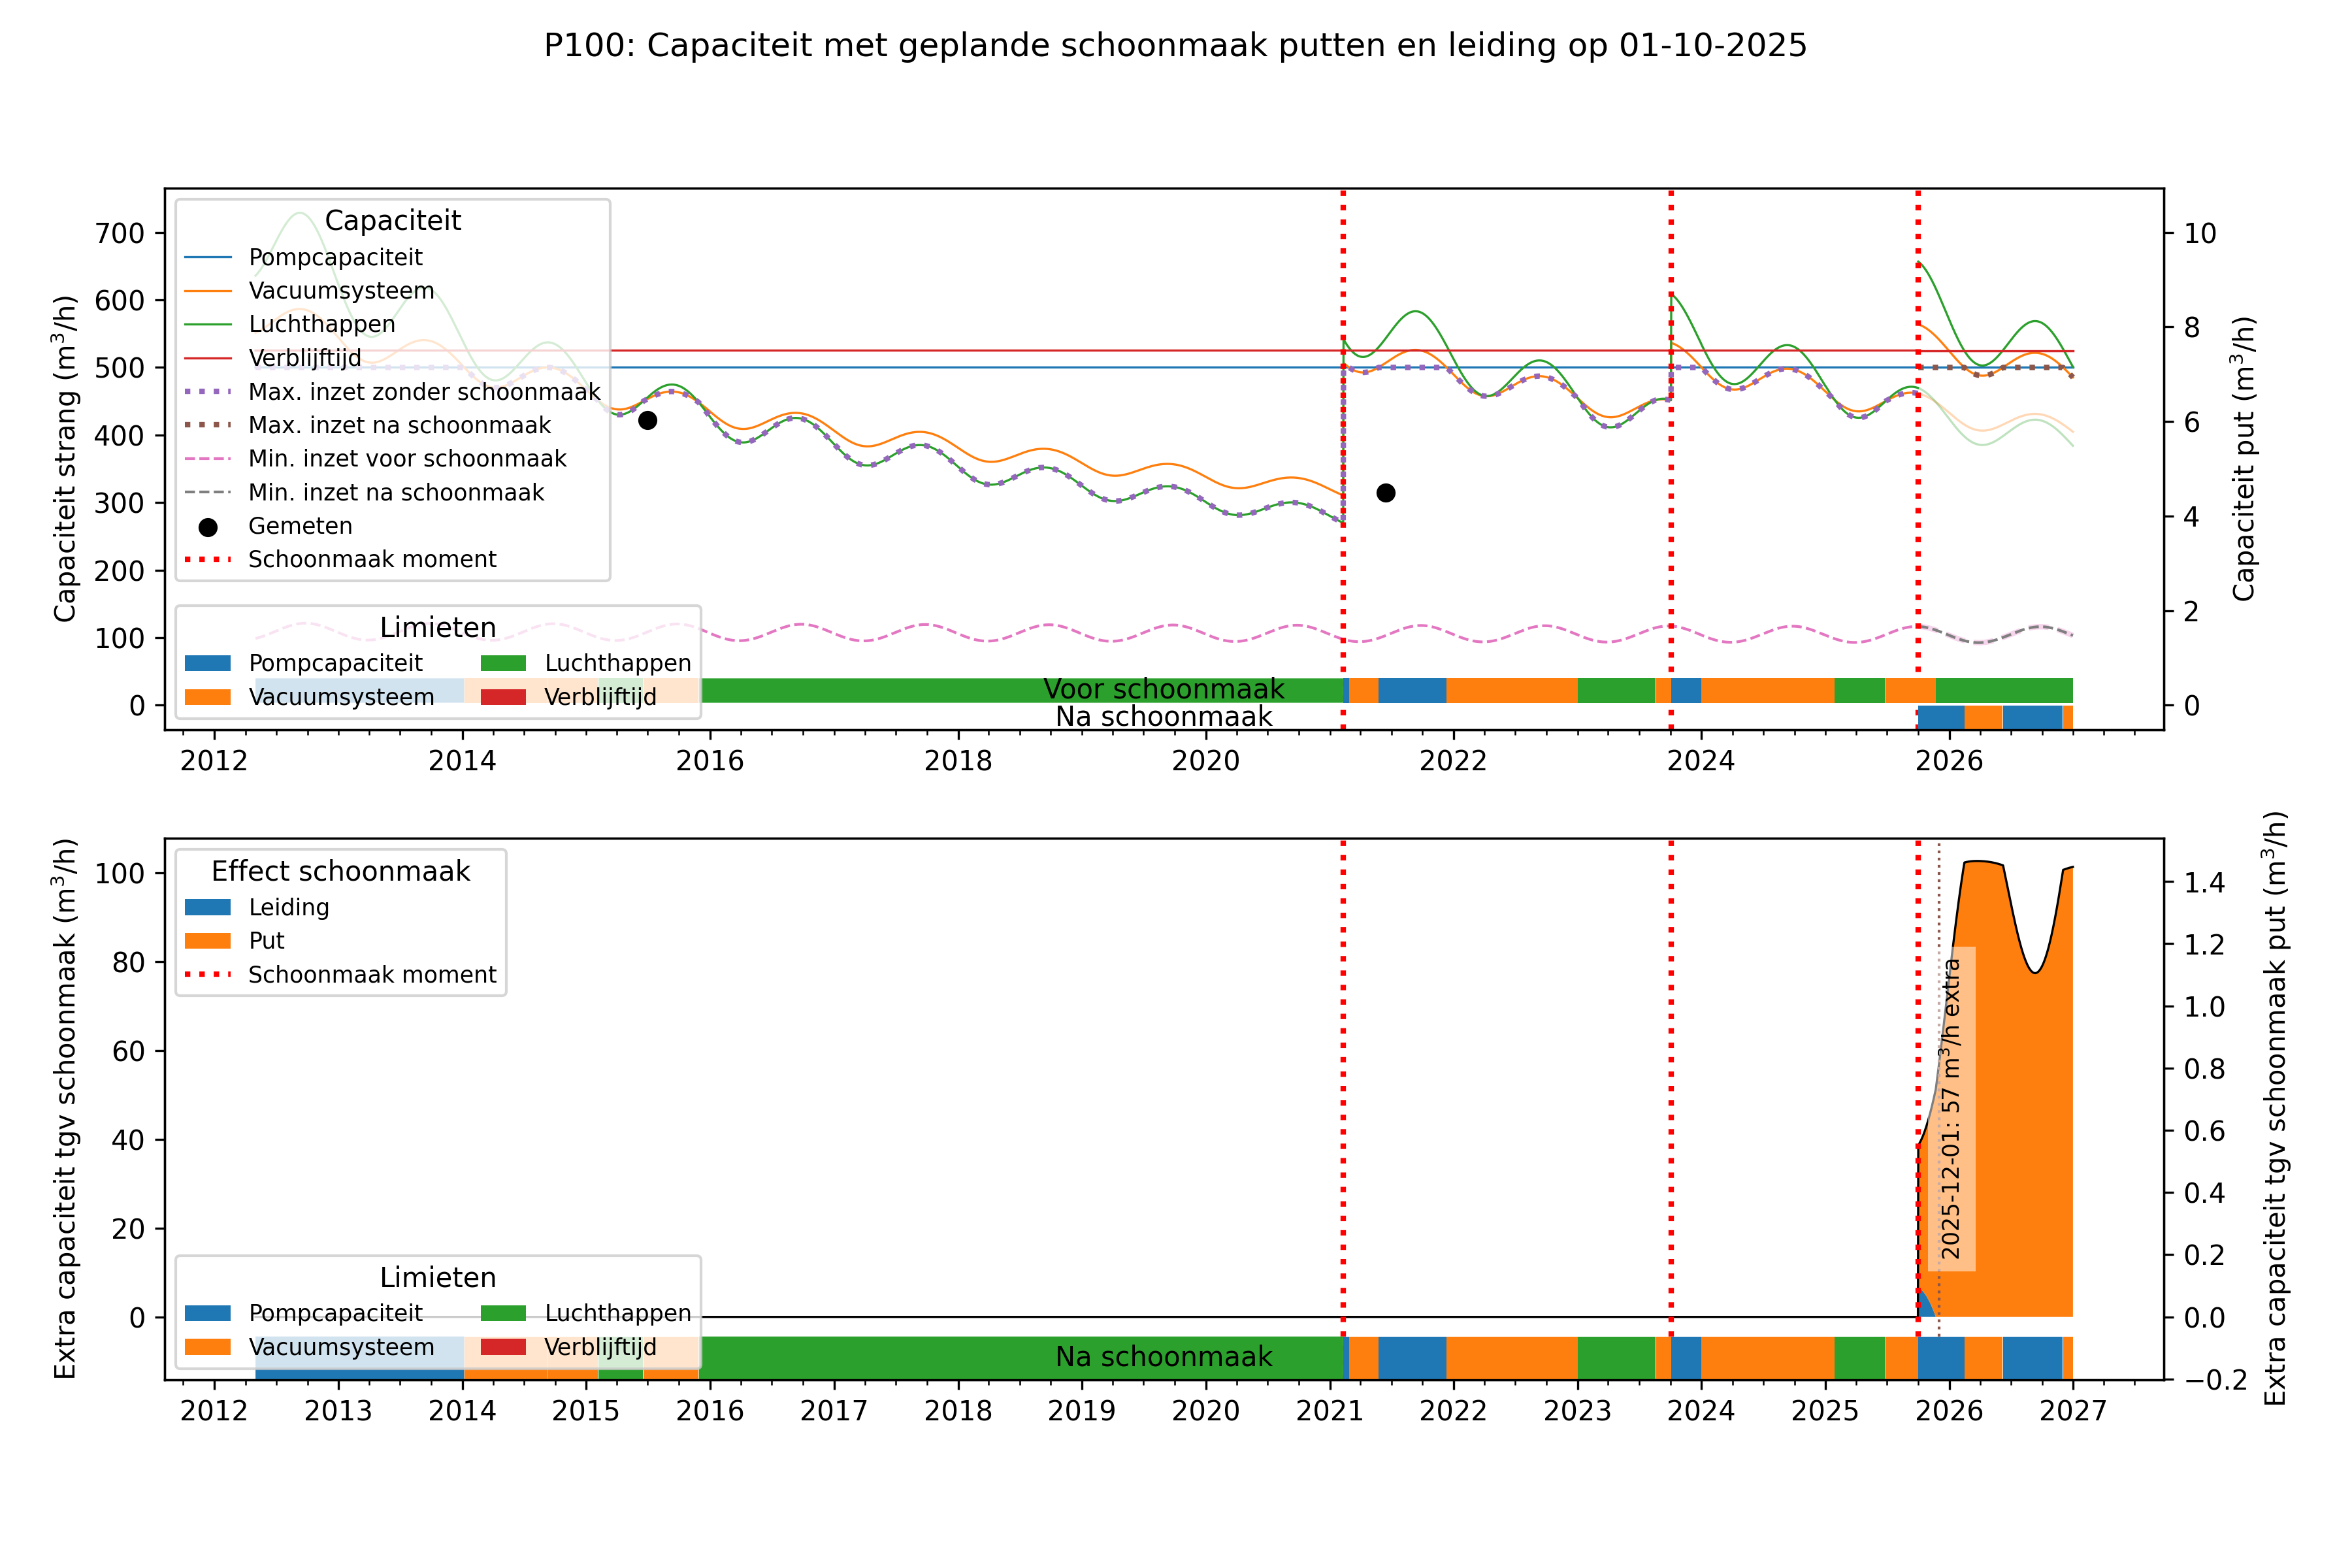 P100: Capaciteit met geplande schoonmaak putten en leiding op 01-10-2025
Capaciteit strang (m³/h)
700
600
500
400
300
200
100
0
Capaciteit
Pompcapaciteit
Vacuumsysteem
Luchthappen
Verblijftijd
Max. inzet zonder schoonmaak
Max. inzet na schoonmaak
Min. inzet voor schoonmaak
Min. inzet na schoonmaak
Gemeten
Schoonmaak moment
Limieten
Pompcapaciteit Luchthappen
Vacuumsysteem Verblijftijd
Voor schoonmaak
Na schoonmaak
10
8
6
4
2
0
Capaciteit put (m³/h)
2012 2014 2016 2018 2020 2022 2024 2026
Extra capaciteit tgv schoonmaak (m³/h)
100
80
60
40
20
0
Effect schoonmaak
Leiding
Put
Schoonmaak moment
Limieten
Pompcapaciteit Luchthappen
Vacuumsysteem Verblijftijd
Na schoonmaak
2025-12-01: 57 m³/h extra
1.4
1.2
1.0
0.8
0.6
0.4
0.2
0.0
−0.2
Extra capaciteit tgv schoonmaak put (m³/h)
2012 2013 2014 2015 2016 2017 2018 2019 2020 2021 2022 2023 2024 2025 2026 2027